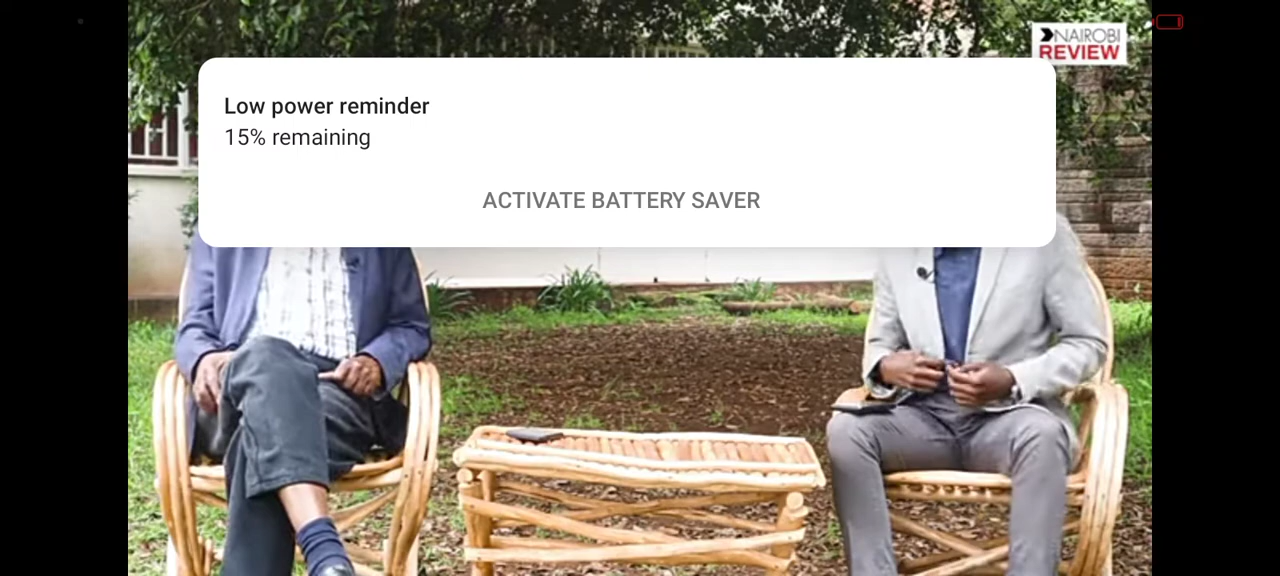 NAIROBI
REVIEW
Low power reminder
15% remaining
ACTIVATE BATTERY SAVER